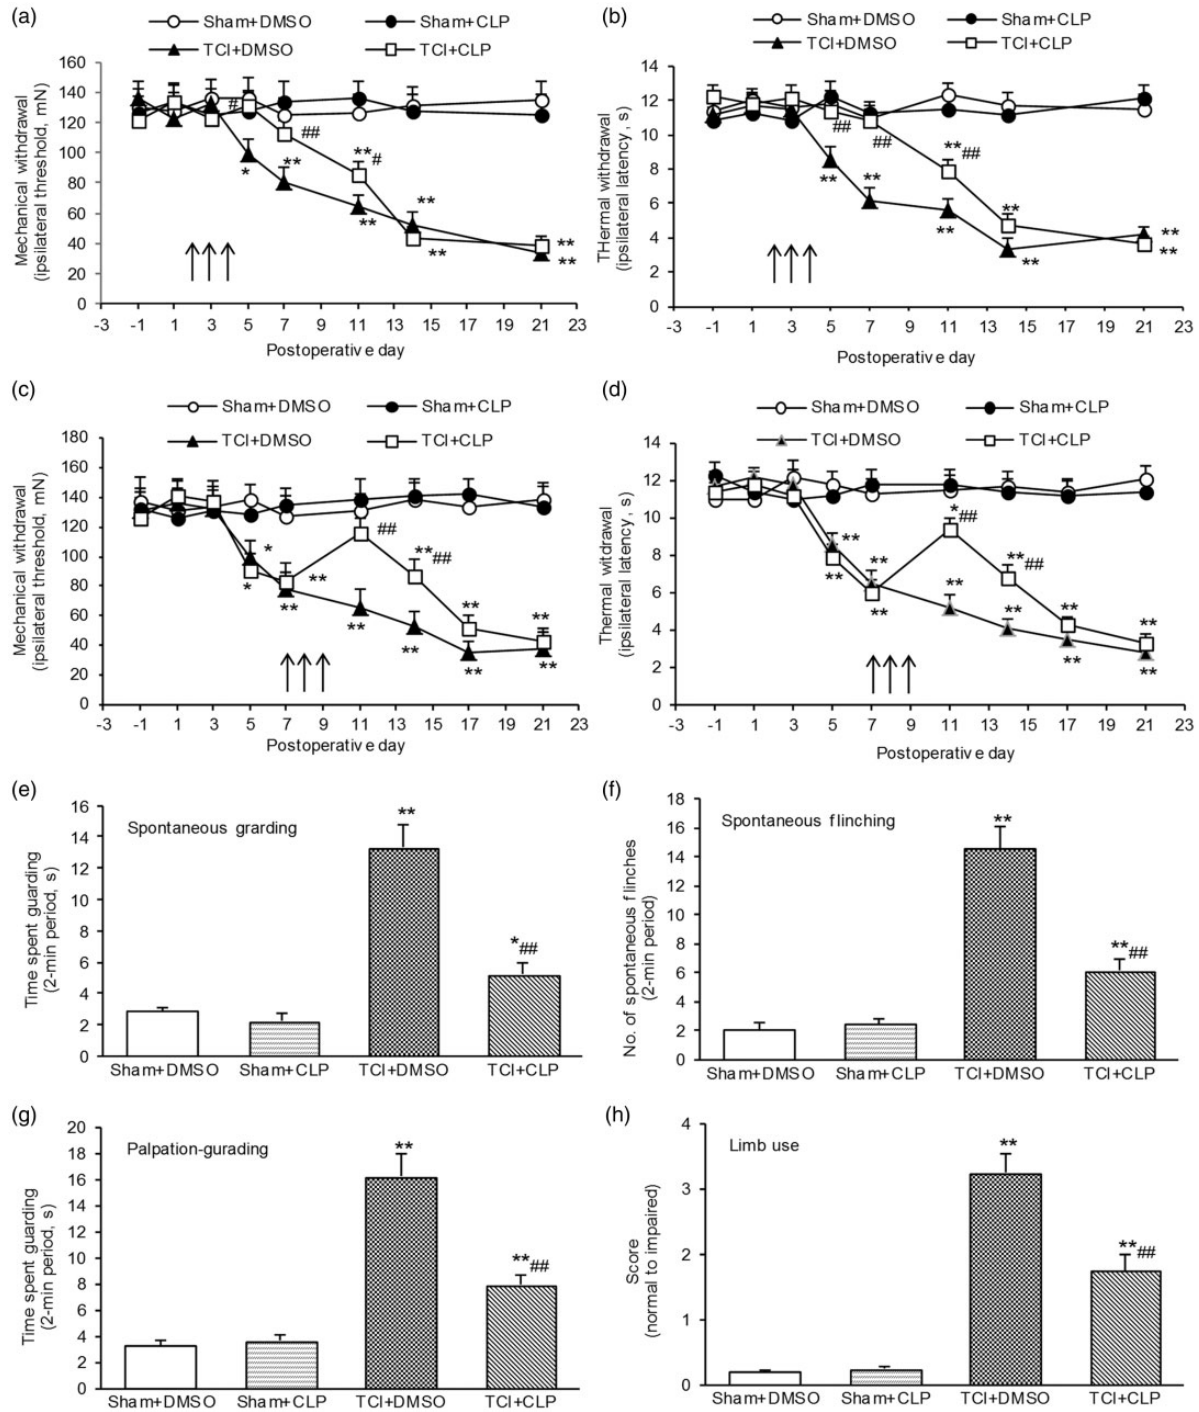 (a)
Sham+DMSO
Sham+CLP
TCI+DMSO
TCI+CLP
Mechanical withdrawal
(ipsilateral threshold, mN)
160
140
120
100
80
60
40
20
0
#
*
##
**
**
#
**
**
**
**
**
-3 -1 1 3 5 7 9 11 13 15 17 19 21 23
Postoperative day
(b)
Sham+DMSO
Sham+CLP
TCI+DMSO
TCI+CLP
THermal withdrawal
(ipsilateral latency, s)
14
12
10
8
6
4
2
0
##
**
##
**
**
##
**
**
**
**
**
-3 -1 1 3 5 7 9 11 13 15 17 19 21 23
Postoperative day
(c)
Sham+DMSO
Sham+CLP
TCI+DMSO
TCI+CLP
Mechanical withdrawal
(ipsilateral threshold, mN)
180
160
140
120
100
80
60
40
20
0
*
*
**
**
##
**
**##
**
**
**
**
**
-3 -1 1 3 5 7 9 11 13 15 17 19 21 23
Postoperative day
(d)
Sham+DMSO
Sham+CLP
TCI+DMSO
TCI+CLP
Thermal witdrawal
(ipsilateral latency, s)
14
12
10
8
6
4
2
0
**
**
**
**
*
##
**
**##
**
**
**
**
**
-3 -1 1 3 5 7 9 11 13 15 17 19 21 23
Postoperative day
(e)
Spontaneous grarding
Time spent guarding
(2-min period, s)
16
14
12
10
8
6
4
2
0
**
*##
Sham+DMSO Sham+CLP TCI+DMSO TCI+CLP
(f)
Spontaneous flinching
No. of spontaneous flinches
(2-min period)
18
16
14
12
10
8
6
4
2
0
**
**##
Sham+DMSO Sham+CLP TCI+DMSO TCI+CLP
(g)
Palpation-gurading
Time spent guarding
(2-min period, s)
20
18
16
14
12
10
8
6
4
2
0
**
**##
Sham+DMSO Sham+CLP TCI+DMSO TCI+CLP
(h)
Limb use
Score
(normal to impaired)
4
3
2
1
0
**
**##
Sham+DMSO Sham+CLP TCI+DMSO TCI+CLP